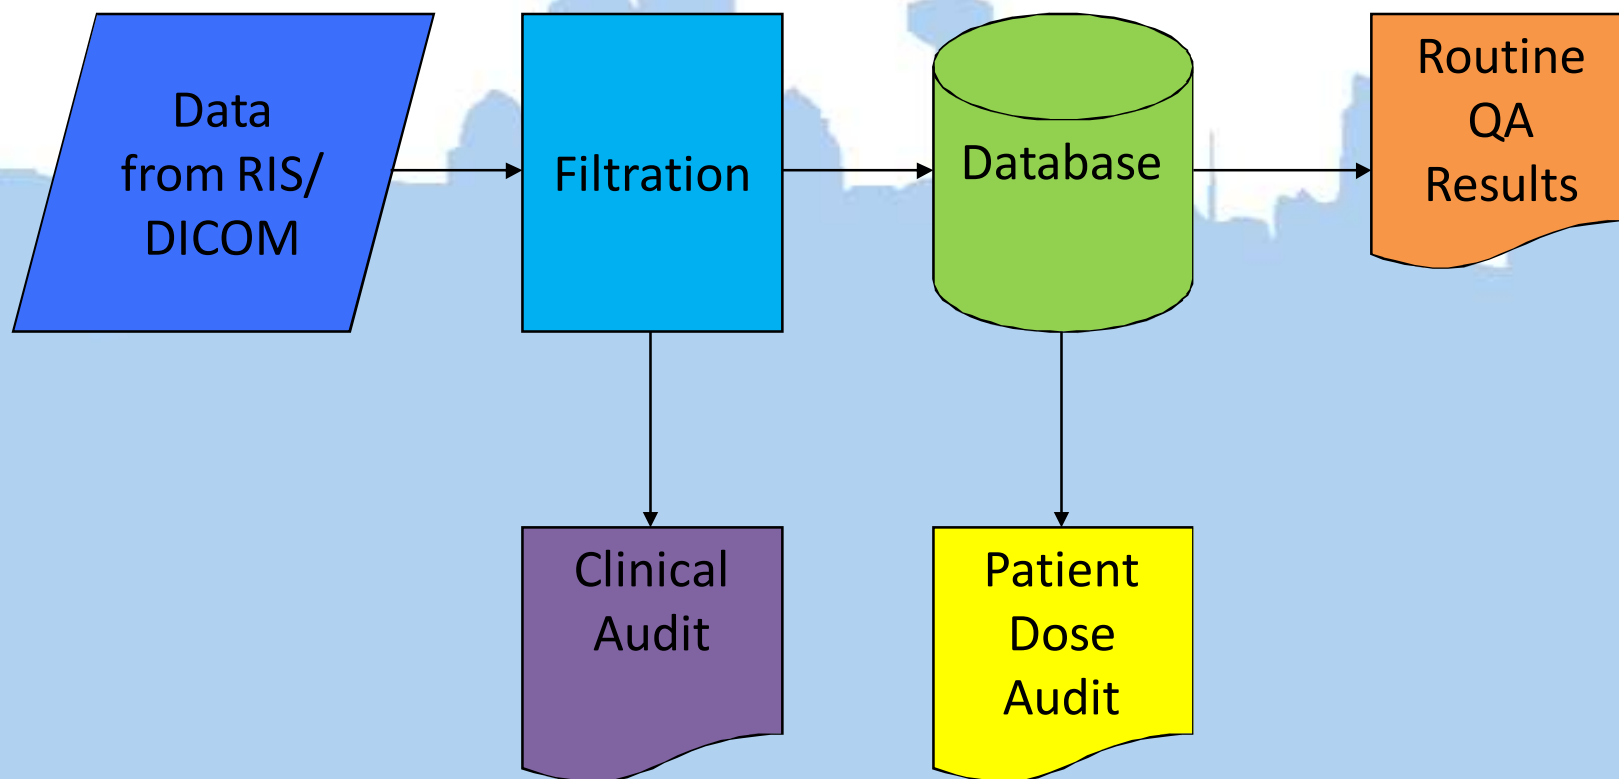 Data
from RIS/
DICOM
Filtration
Database
Routine
QA
Results
Clinical
Audit
Patient
Dose
Audit